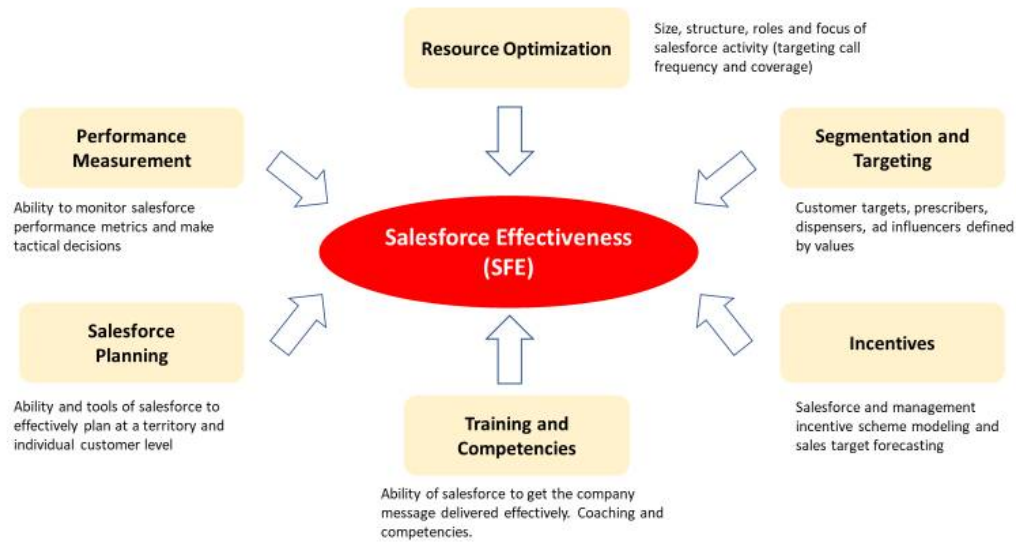 Resource Optimization
Size, structure, roles and focus of
salesforce activity (targeting call
frequency and coverage)
Performance
Measurement
Ability to monitor salesforce
performance metrics and make
tactical decisions
Segmentation and
Targeting
Customer targets, prescribers,
dispensers, ad influencers defined
by values
Salesforce Effectiveness
(SFE)
Salesforce
Planning
Ability and tools of salesforce to
effectively plan at a territory and
individual customer level
Incentives
Salesforce and management
incentive scheme modeling and
sales target forecasting
Training and
Competencies
Ability of salesforce to get the company
message delivered effectively. Coaching and
competencies.